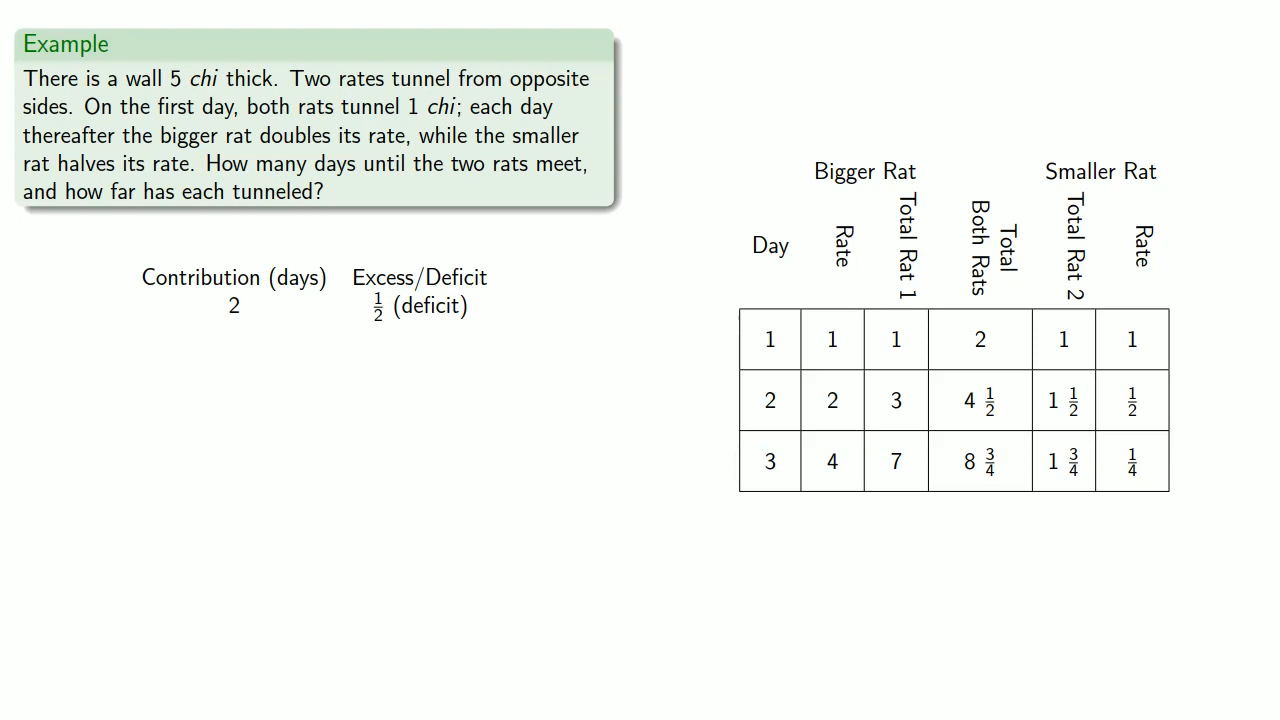 Example
There is a wall 5 chi thick. Two rates tunnel from opposite
sides. On the first day, both rats tunnel 1 chi; each day
thereafter the bigger rat doubles its rate, while the smaller
rat halves its rate. How many days until the two rats meet,
and how far has each tunneled?
Contribution (days) Excess/Deficit
2 1/2 (deficit)
Bigger Rat Smaller Rat
Day Rate Total Rat 1 Total Both Rats Total Rat 2 Rate
1 1 1 2 1 1
2 2 3 4 1/2 1 1/2 1/2
3 4 7 8 3/4 1 3/4 1/4